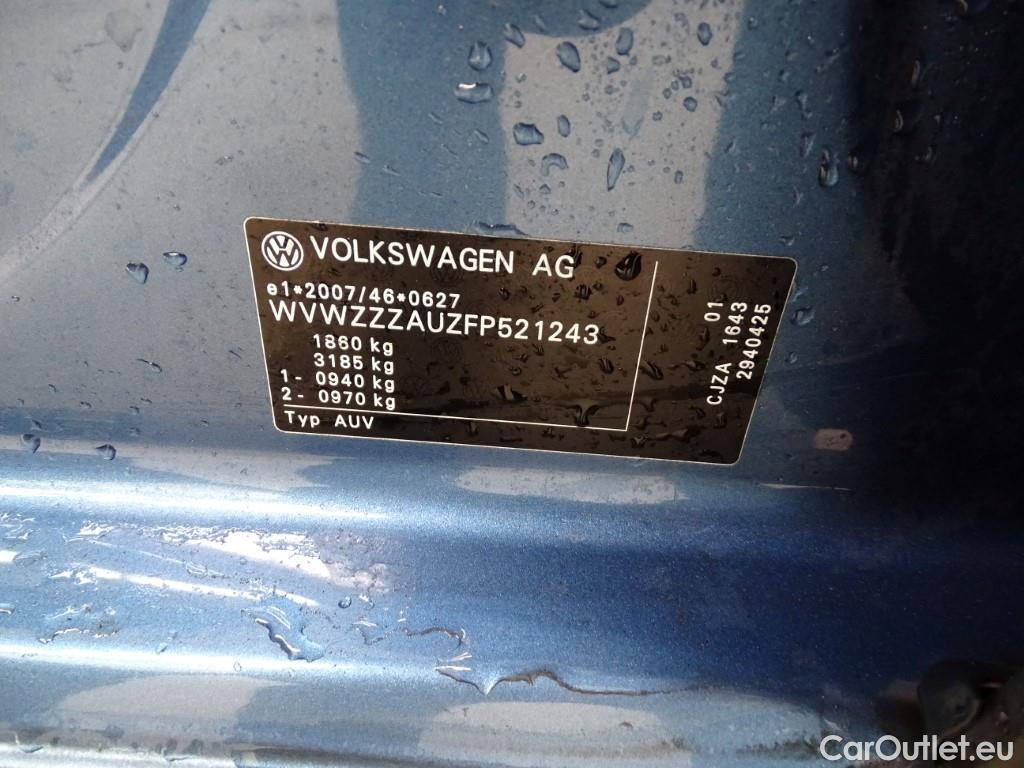 VOLKSWAGEN AG
e1*2007/46*0627
WVWZZZAUZFP521243
1860 kg
3185 kg
1- 0940 kg
2- 0970 kg
Typ AUV
01
CJZA 1643
2940425
CarOutlet.eu